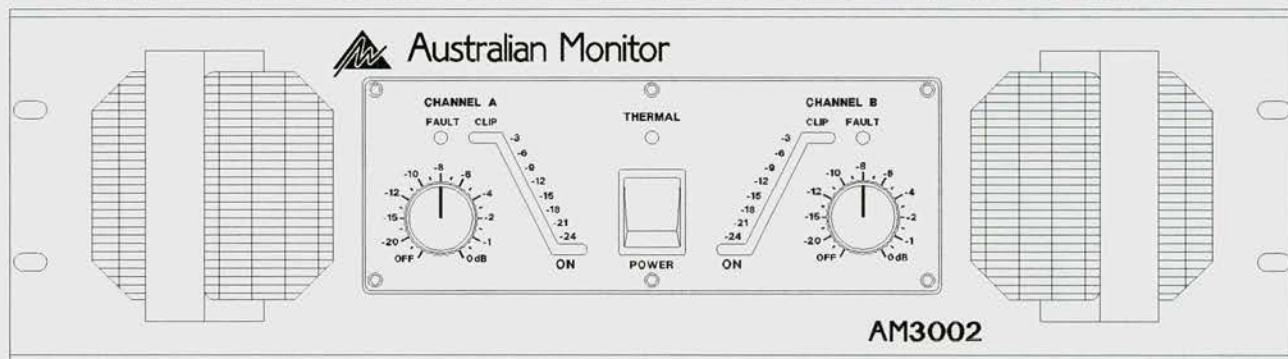 Australian Monitor
CHANNEL A
FAULT CLIP
-3
-6
-9
-12
-15
-18
-21
-24
ON
-8
-10
-6
-12
-4
-15
-2
-20
-1
OFF
0dB
THERMAL
POWER
CHANNEL B
CLIP FAULT
-3
-6
-9
-12
-15
-18
-21
-24
ON
-8
-10
-6
-12
-4
-15
-2
-20
-1
OFF
0dB
AM3002